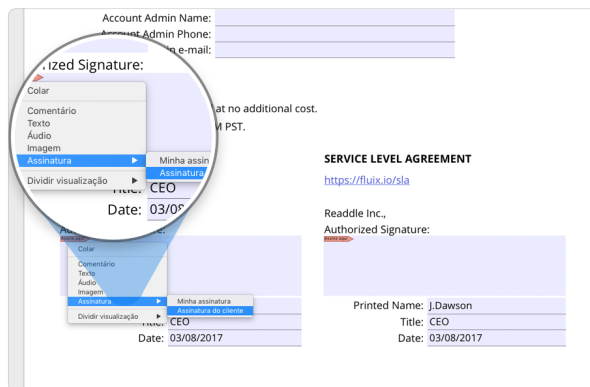 Account Admin Name:
Account Admin Phone:
e-mail:
ized Signature:
Colar
Comentário
Texto
Áudio
Imagem
Assinatura
Minha assin
Assinatura
Dividir visualização
Title: CEO
Date: 03/08
at no additional cost.
M PST.
SERVICE LEVEL AGREEMENT
https://fluix.io/sla
Readdle Inc.,
Authorized Signature:
Colar
Comentário
Texto
Áudio
Imagem
Assinatura
Minha assinatura
Assinatura do cliente
Dividir visualização
Title: CEO
Date: 03/08/2017
Printed Name: J.Dawson
Title: CEO
Date: 03/08/2017